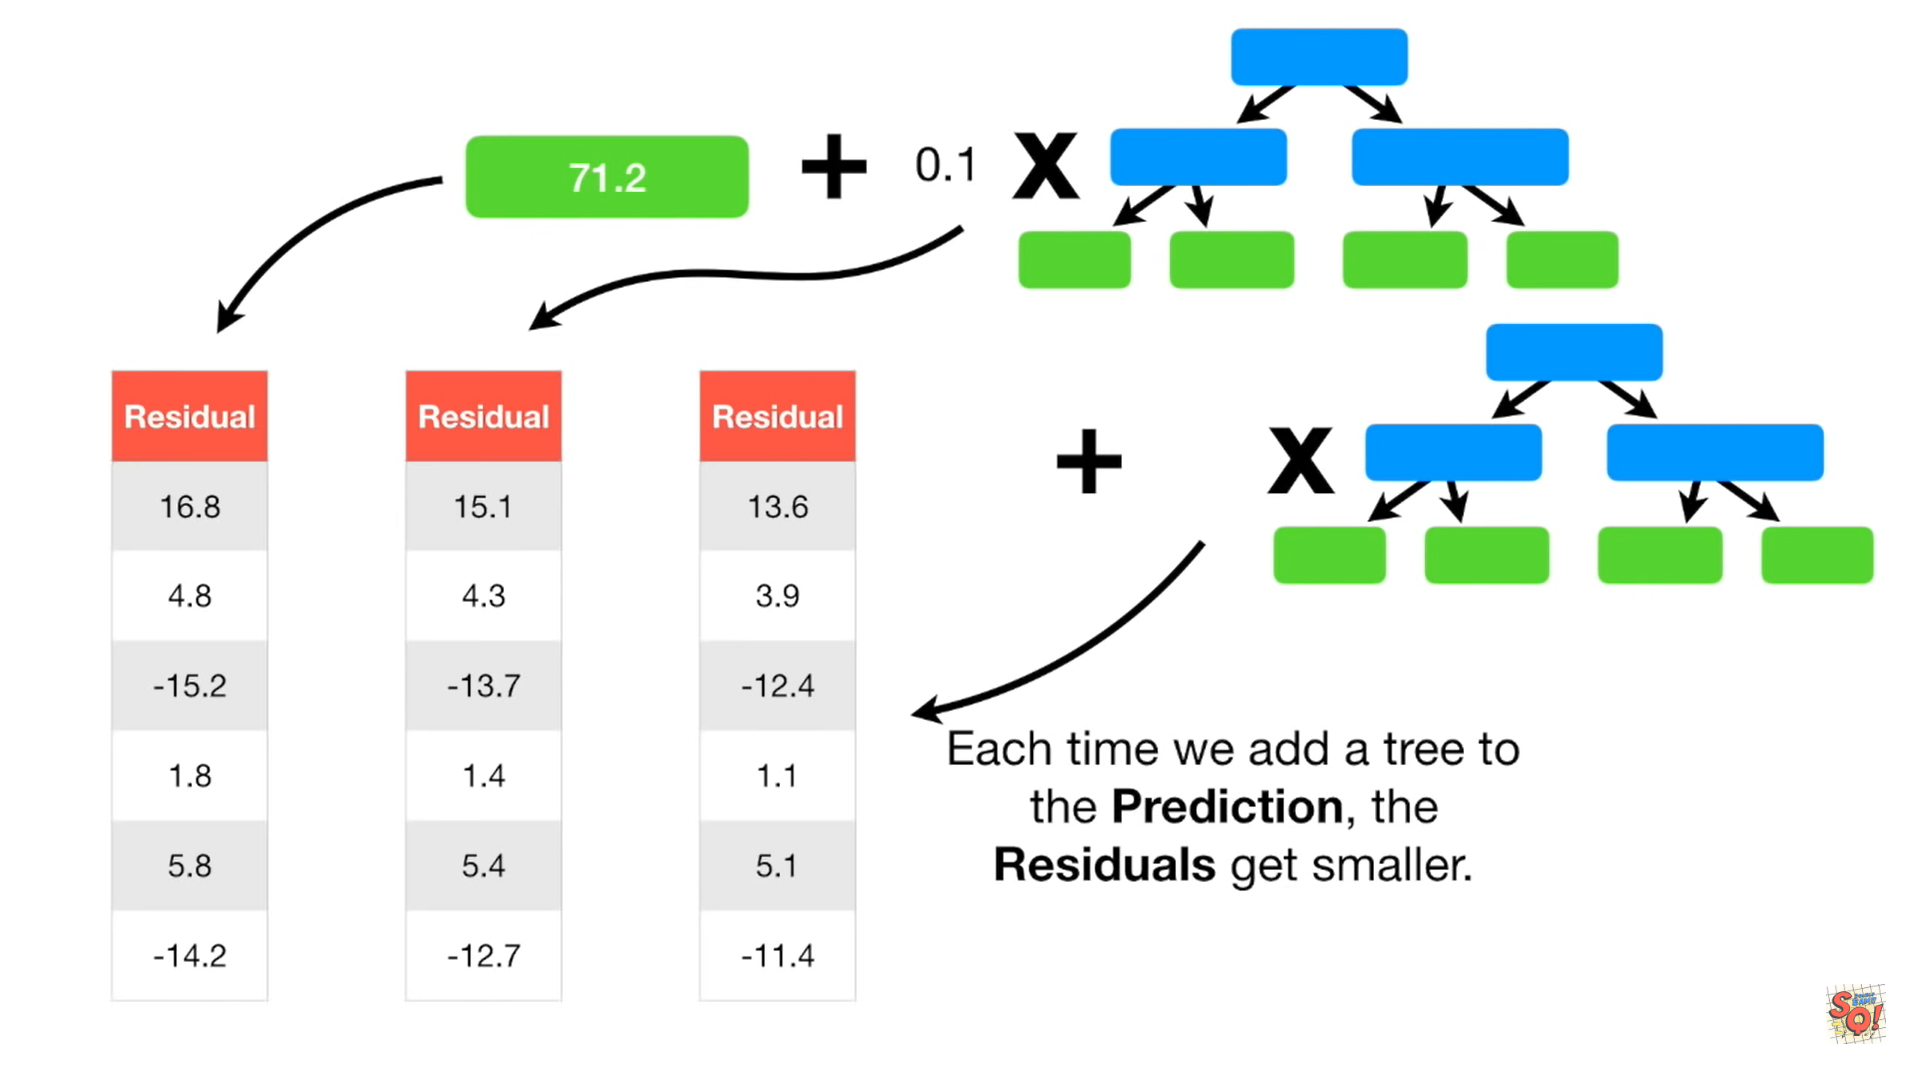 71.2 + 0.1 X
+ X
Residual Residual Residual
16.8 15.1 13.6
4.8 4.3 3.9
-15.2 -13.7 -12.4
1.8 1.4 1.1
5.8 5.4 5.1
-14.2 -12.7 -11.4
Each time we add a tree to
the Prediction, the
Residuals get smaller.
SQ!